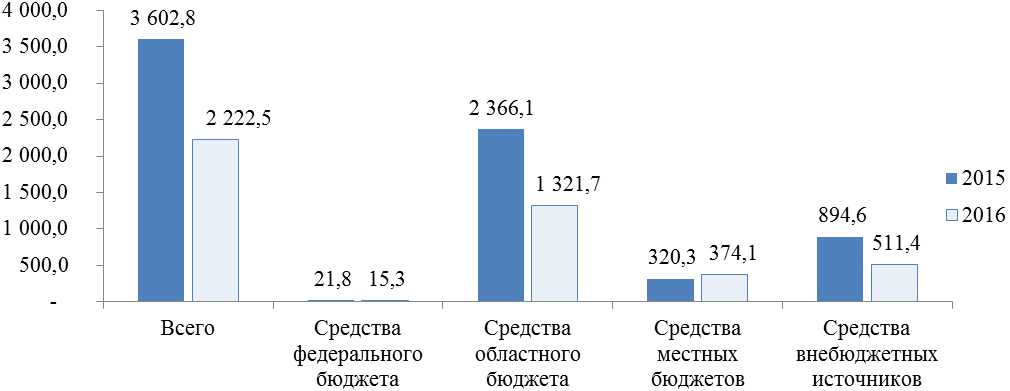 4 000,0
3 500,0
3 000,0
2 500,0
2 000,0
1 500,0
1 000,0
500,0
-
3 602,8
2 222,5
21,8
15,3
2 366,1
1 321,7
320,3
374,1
894,6
511,4
Всего
Средства
федерального
бюджета
Средства
областного
бюджета
Средства
местных
бюджетов
Средства
внебюджетных
источников
2015
2016